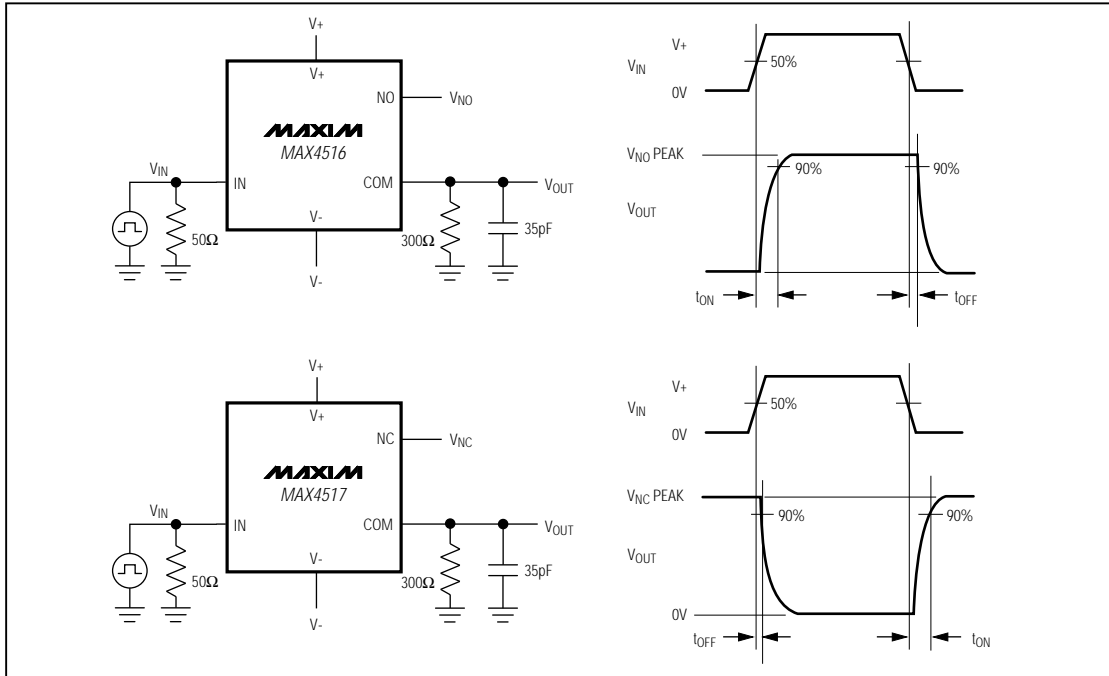 V+
V+
NO
VNO
MAXIM
MAX4516
VIN
IN
COM
VOUT
V-
50Ω
300Ω
35pF
V-
V+
VIN
50%
0V
VNO PEAK
90%
90%
VOUT
tON
tOFF
V+
V+
NC
VNC
MAXIM
MAX4517
VIN
IN
COM
VOUT
V-
50Ω
300Ω
35pF
V-
V+
VIN
50%
0V
VNC PEAK
90%
90%
VOUT
0V
tOFF
tON